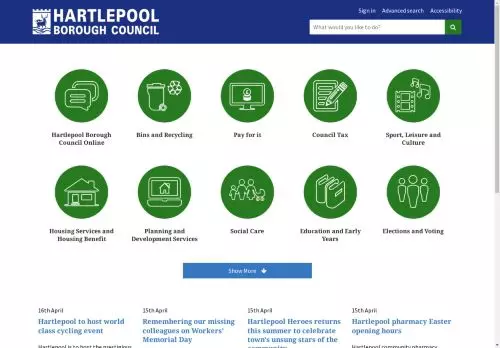 HARTLEPOOL
BOROUGH COUNCIL
Sign in Advanced search Accessibility
What would you like to do?
Hartlepool Borough
Council Online
Bins and Recycling
Pay for it
Council Tax
Sport, Leisure and
Culture
Housing Services and
Housing Benefit
Planning and
Development Services
Social Care
Education and Early
Years
Elections and Voting
Show More
16th April
Hartlepool to host world
class cycling event
Hartlepool is to host the prestigious
15th April
Remembering our missing
colleagues on Workers'
Memorial Day
15th April
Hartlepool Heroes returns
this summer to celebrate
town's unsung stars of the
community
15th April
Hartlepool pharmacy Easter
opening hours
Hartlepool community pharmacy